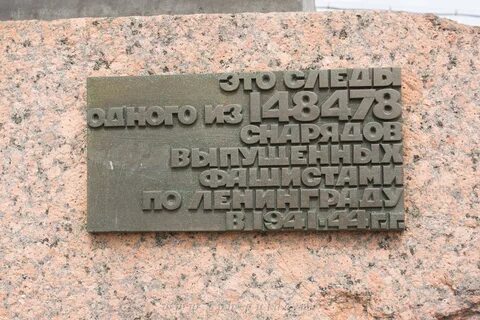 ЭТО СЛЕДЫ
ОДНОГО ИЗ 148478
СНАРЯДОВ
ВЫПУЩЕННЫХ
ФАШИСТАМИ
ПО ЛЕНИНГРАДУ
В 1941-44 Г.Г.